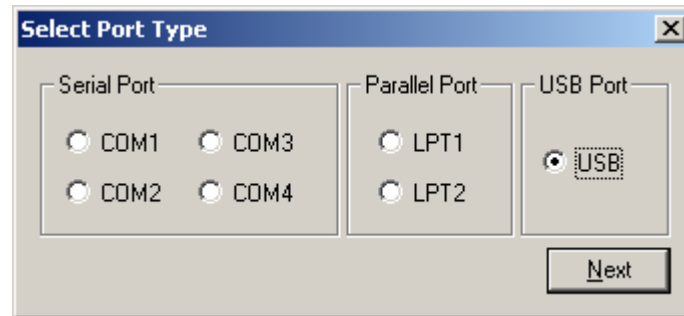 Select Port Type
Serial Port
COM1 COM3
COM2 COM4
Parallel Port
LPT1
LPT2
USB Port
USB
Next